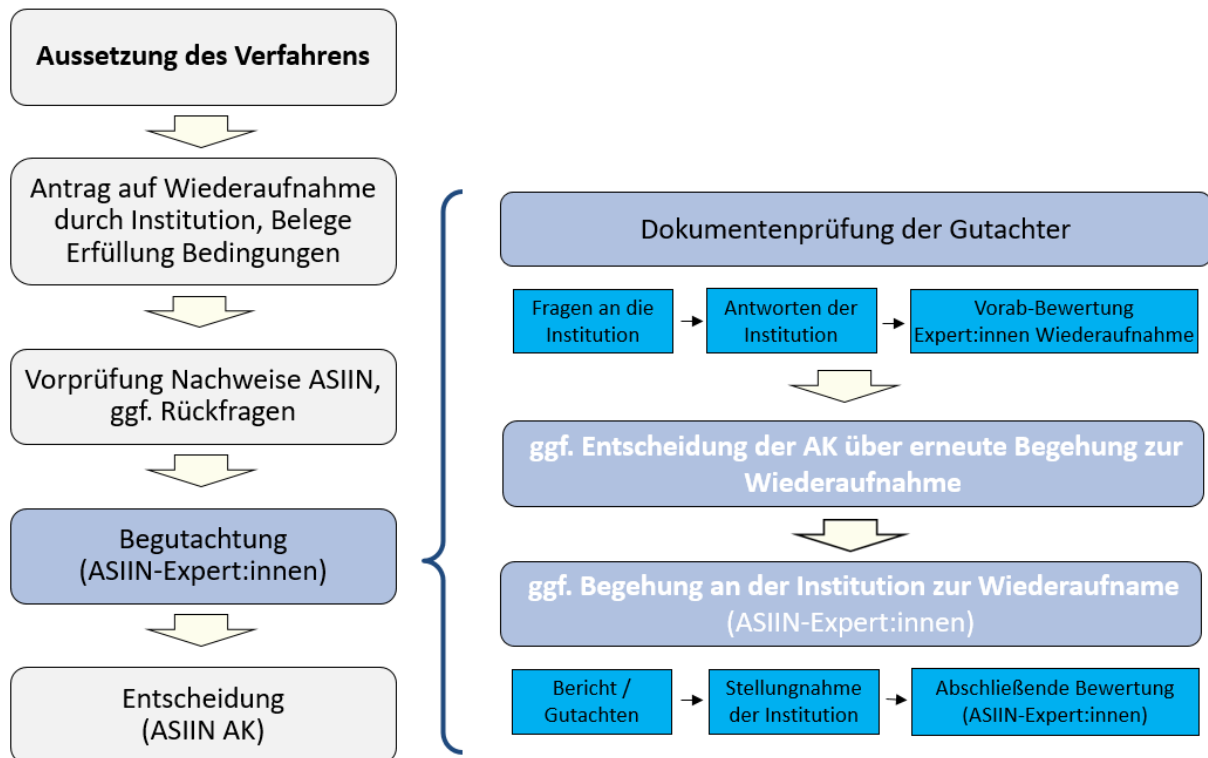 Aussetzung des Verfahrens
Antrag auf Wiederaufnahme
durch Institution, Belege
Erfüllung Bedingungen
Vorprüfung Nachweise ASIIN,
ggf. Rückfragen
Begutachtung
(ASIIN-Expert:innen)
Entscheidung
(ASIIN AK)
Dokumentenprüfung der Gutachter
Fragen an die
Institution
Antworten der
Institution
Vorab-Bewertung
Expert:innen Wiederaufnahme
ggf. Entscheidung der AK über erneute Begehung zur
Wiederaufnahme
ggf. Begehung an der Institution zur Wiederaufname
(ASIIN-Expert:innen)
Bericht /
Gutachten
Stellungnahme
der Institution
Abschließende Bewertung
(ASIIN-Expert:innen)